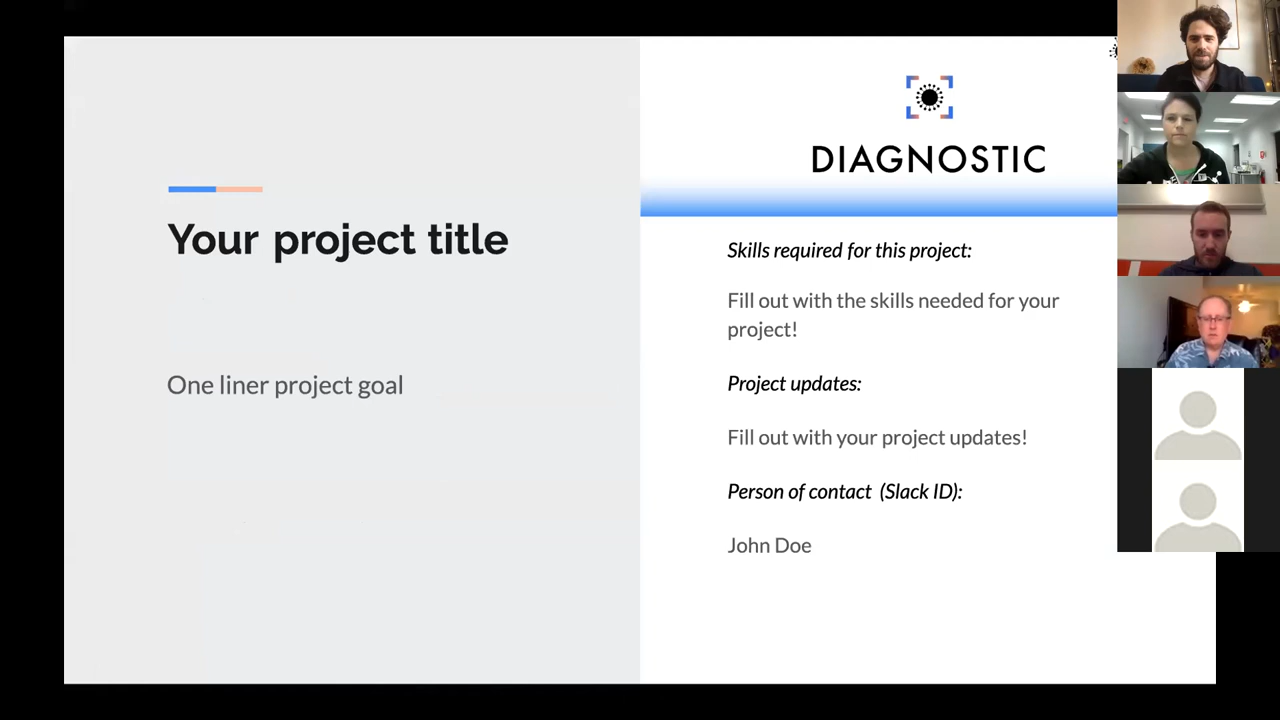 Your project title
One liner project goal
DIAGNOSTIC
Skills required for this project:
Fill out with the skills needed for your
project!
Project updates:
Fill out with your project updates!
Person of contact (Slack ID):
John Doe